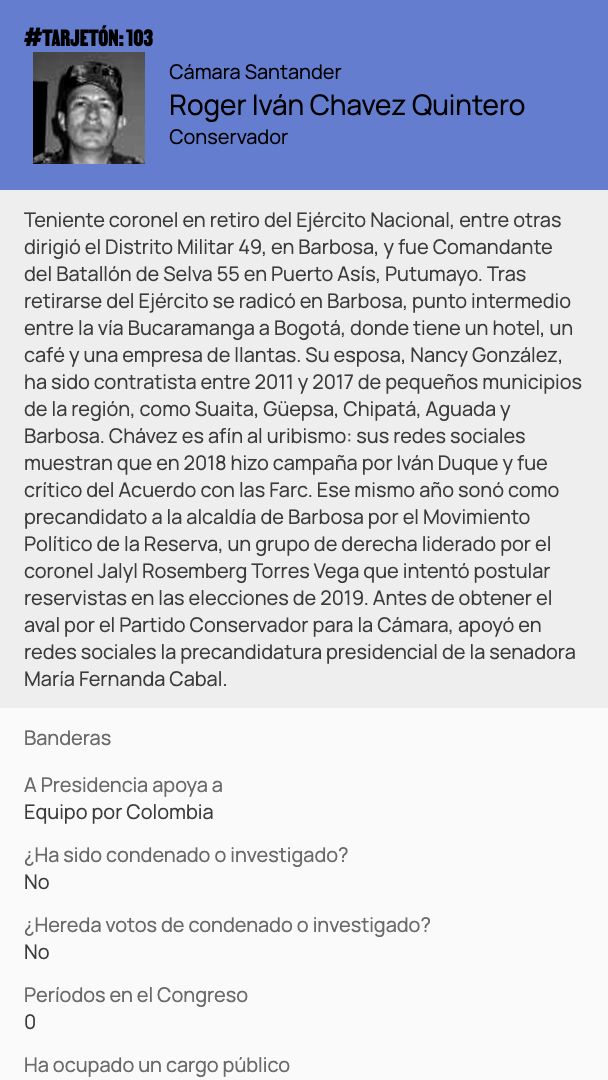 #TARJETÓN: 103
Cámara Santander
Roger Iván Chavez Quintero
Conservador
Teniente coronel en retiro del Ejército Nacional, entre otras
dirigió el Distrito Militar 49, en Barbosa, y fue Comandante
del Batallón de Selva 55 en Puerto Asís, Putumayo. Tras
retirarse del Ejército se radicó en Barbosa, punto intermedio
entre la vía Bucaramanga a Bogotá, donde tiene un hotel, un
café y una empresa de llantas. Su esposa, Nancy González,
ha sido contratista entre 2011 y 2017 de pequeños municipios
de la región, como Suaita, Güepsa, Chipatá, Aguada y
Barbosa. Chávez es afín al uribismo: sus redes sociales
muestran que en 2018 hizo campaña por Iván Duque y fue
crítico del Acuerdo con las Farc. Ese mismo año sonó como
precandidato a la alcaldía de Barbosa por el Movimiento
Político de la Reserva, un grupo de derecha liderado por el
coronel Jalyl Rosemberg Torres Vega que intentó postular
reservistas en las elecciones de 2019. Antes de obtener el
aval por el Partido Conservador para la Cámara, apoyó en
redes sociales la precandidatura presidencial de la senadora
María Fernanda Cabal.
Banderas
A Presidencia apoya a
Equipo por Colombia
¿Ha sido condenado o investigado?
No
¿Hereda votos de condenado o investigado?
No
Períodos en el Congreso
0
Ha ocupado un cargo público